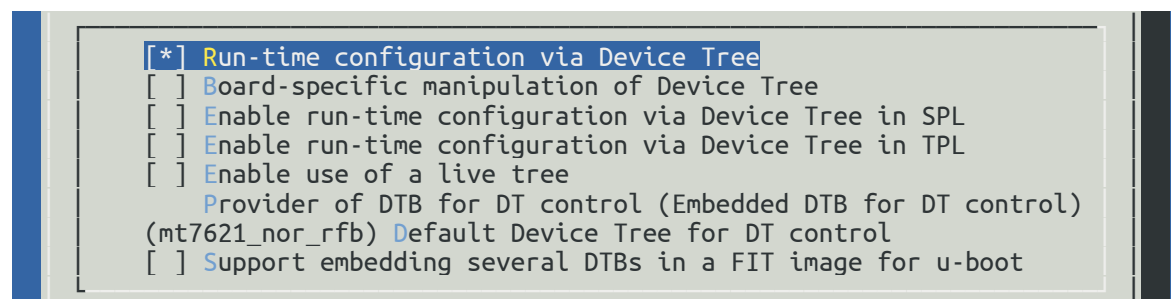 [*] Run-time configuration via Device Tree
[ ] Board-specific manipulation of Device Tree
[ ] Enable run-time configuration via Device Tree in SPL
[ ] Enable run-time configuration via Device Tree in TPL
[ ] Enable use of a live tree
Provider of DTB for DT control (Embedded DTB for DT control)
(mt7621_nor_rfb) Default Device Tree for DT control
[ ] Support embedding several DTBs in a FIT image for u-boot